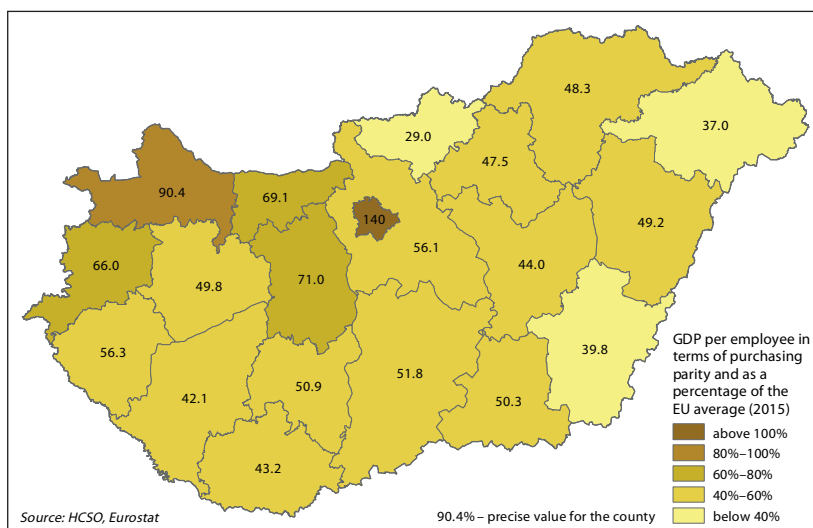 48.3
37.0
29.0
47.5
90.4
69.1
140
49.2
56.1
66.0
44.0
49.8
71.0
GDP per employee in
terms of purchasing
parity and as a
percentage of the
EU average (2015)
39.8
56.3
51.8
50.9
42.1
50.3
above 100%
80%–100%
60%–80%
43.2
40%–60%
Source: HCSO, Eurostat
90.4% – precise value for the county
below 40%